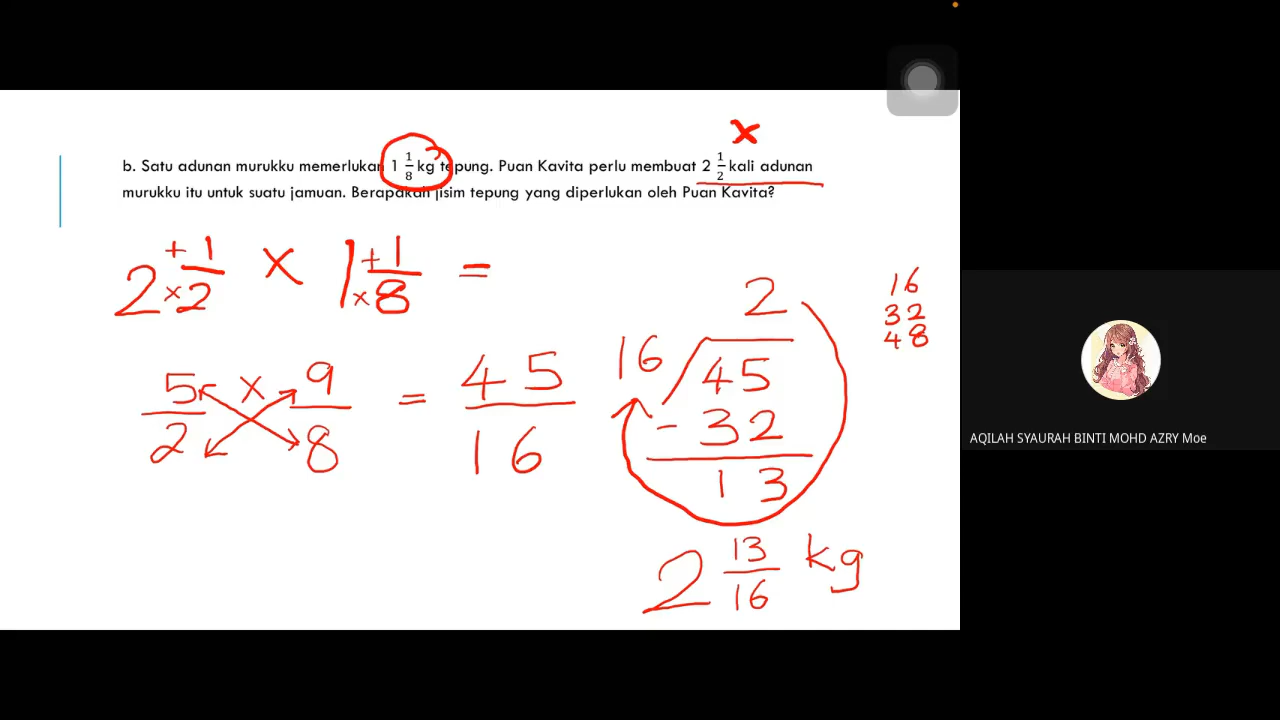 b. Satu adunan murukku memerlukan 1 1/8 kg tepung. Puan Kavita perlu membuat 2 1/2 kali adunan
murukku itu untuk suatu jamuan. Berapakah jisim tepung yang diperlukan oleh Puan Kavita?
x
2 + 1 × 2 × 1 + 1 × 8 =
5/2 × 9/8 = 45/16
2
16 45
- 32
13
16
32
48
2 13/16 kg
AQILAH SYAURAH BINTI MOHD AZRY Moe